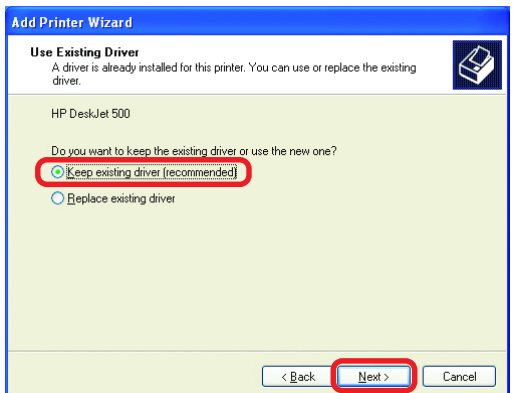 Add Printer Wizard
Use Existing Driver
A driver is already installed for this printer. You can use or replace the existing
driver.
HP DeskJet 500
Do you want to keep the existing driver or use the new one?
Keep existing driver (recommended)
Replace existing driver
< Back Next > Cancel